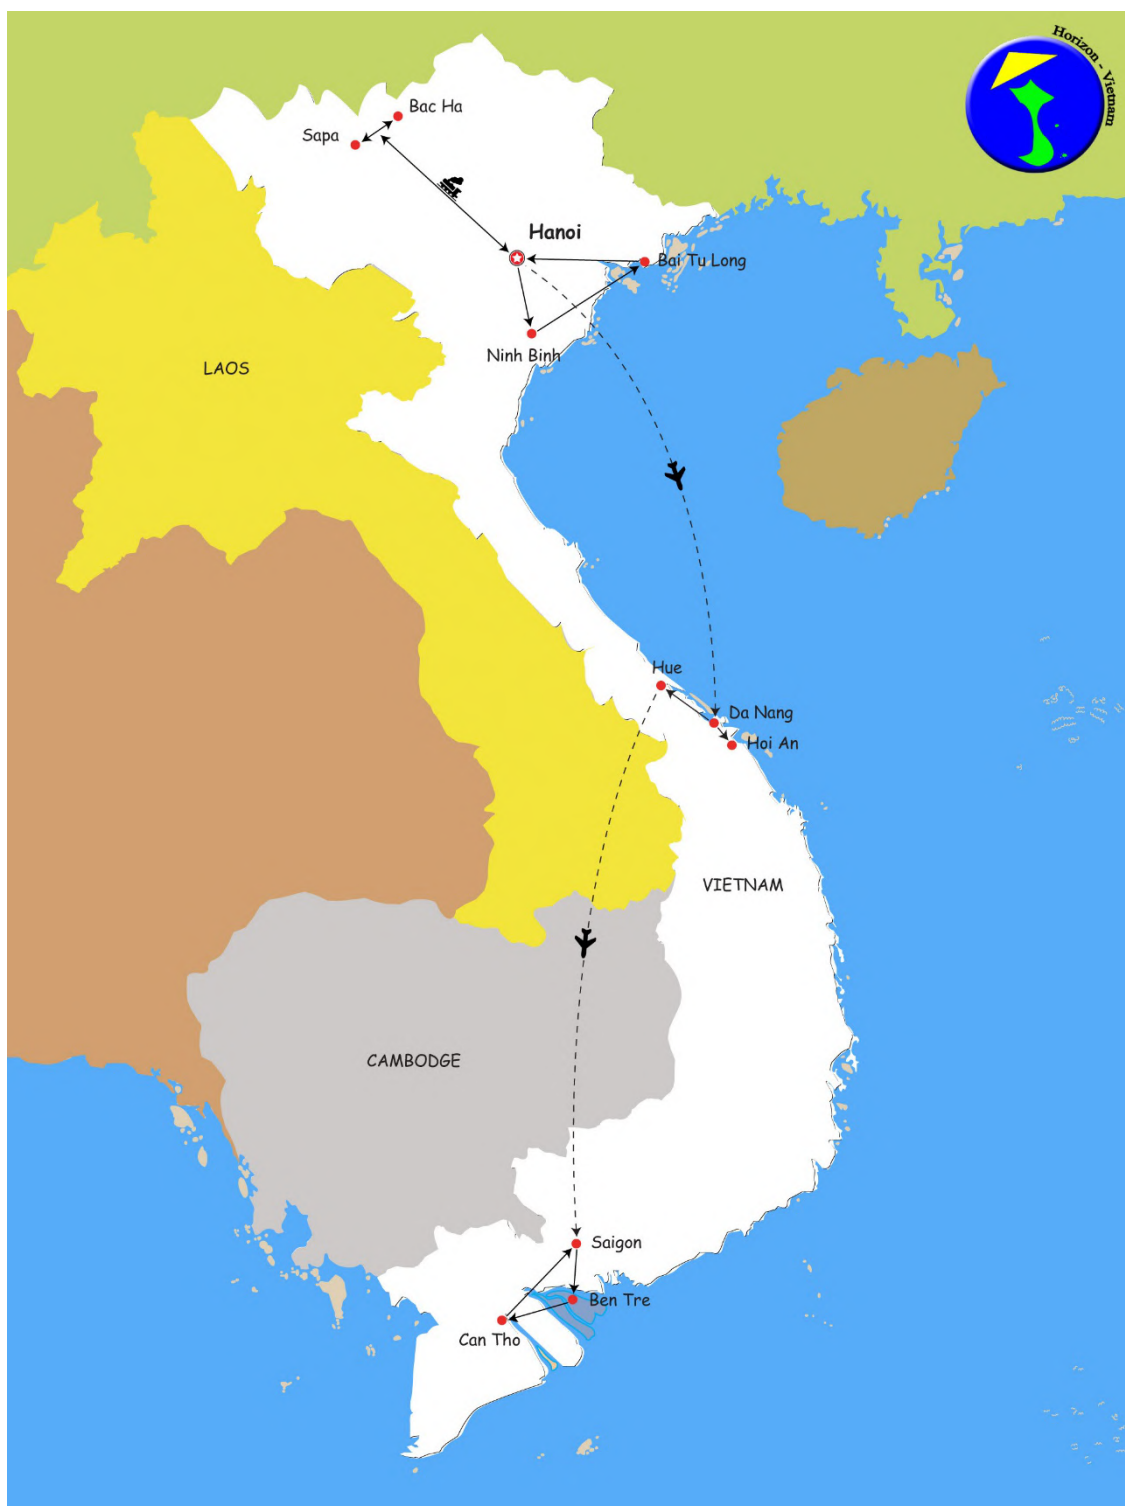 Horizon - Vietnam
Bac Ha
Sapa
Hanoi
Bai Tu Long
Ninh Binh
LAOS
Hue
Da Nang
Hoi An
VIETNAM
CAMBODGE
Saigon
Ben Tre
Can Tho